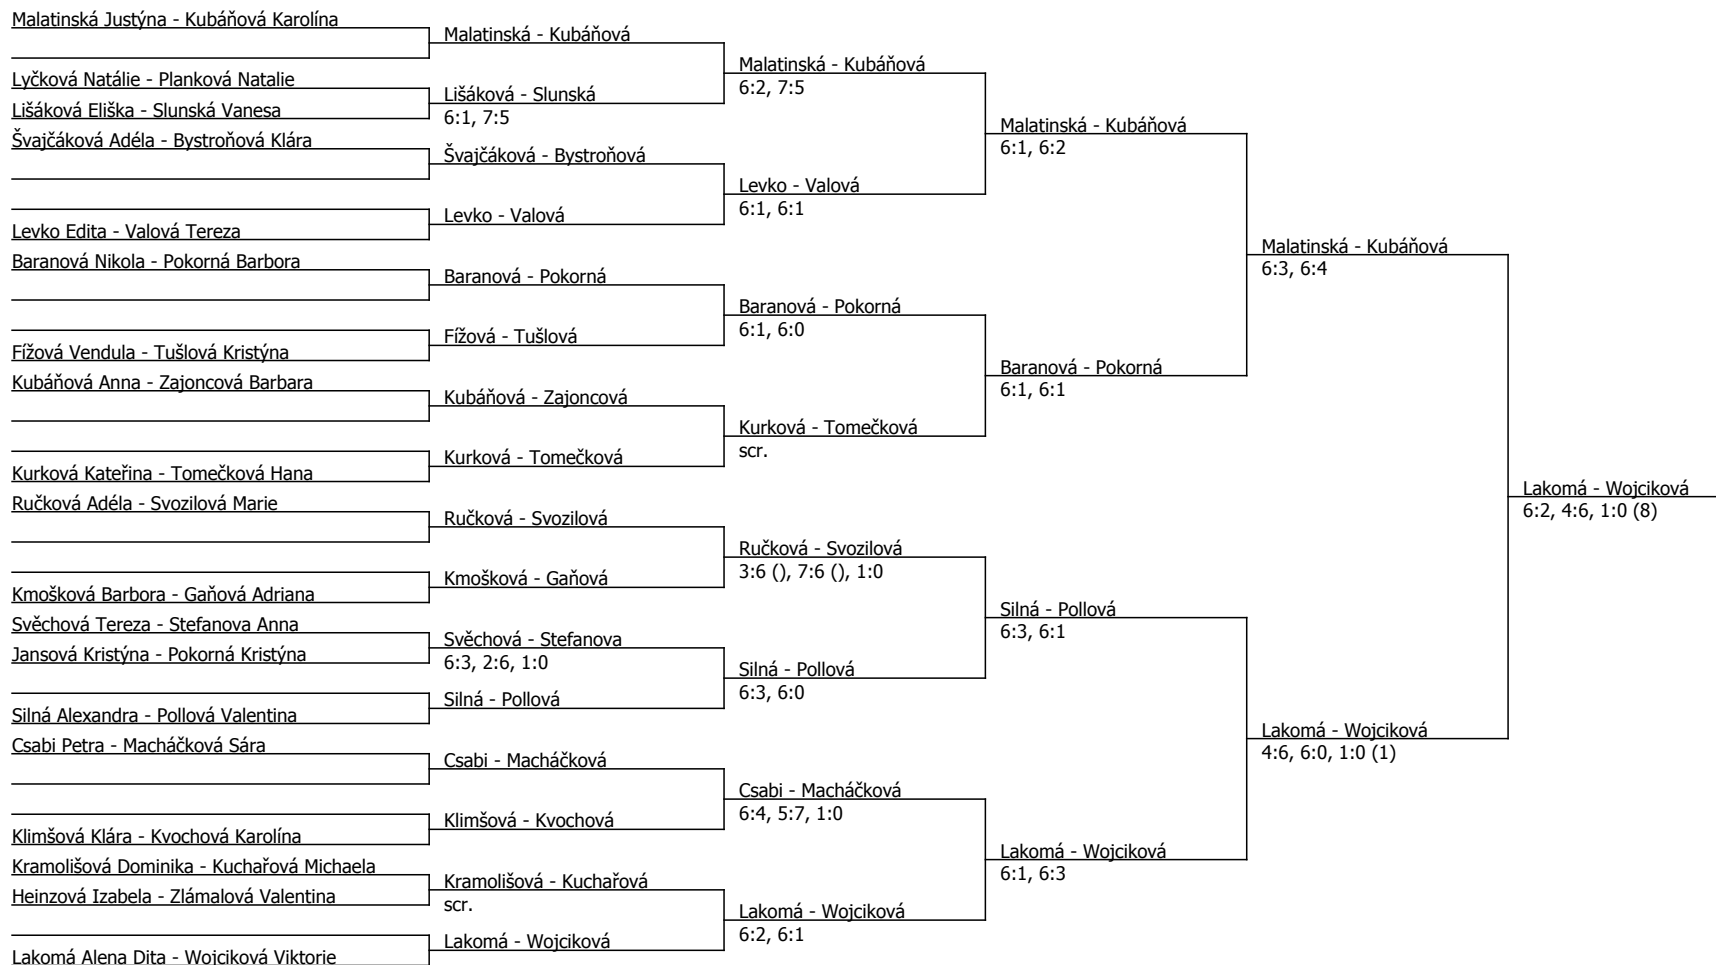 Malatinská Justýna - Kubáňová Karolína
Lyčková Natálie - Planková Natalie
Lišáková Eliška - Slunská Vanesa
Švajčáková Adéla - Bystroňová Klára
Levko Edita - Valová Tereza
Baranová Nikola - Pokorná Barbora
Fížová Vendula - Tušlová Kristýna
Kubáňová Anna - Zajoncová Barbara
Kurková Kateřina - Tomečková Hana
Ručková Adéla - Svozilová Marie
Kmošková Barbora - Gaňová Adriana
Svěchová Tereza - Stefanova Anna
Jansová Kristýna - Pokorná Kristýna
Silná Alexandra - Pollová Valentina
Csabi Petra - Macháčková Sára
Klimšová Klára - Kvochová Karolína
Kramolišová Dominika - Kuchařová Michaela
Heinzová Izabela - Zlámalová Valentina
Lakomá Alena Dita - Wojciková Viktorie
Malatinská - Kubáňová
Lišáková - Slunská
6:1, 7:5
Švajčáková - Bystroňová
Levko - Valová
Baranová - Pokorná
Fížová - Tušlová
Kubáňová - Zajoncová
Kurková - Tomečková
Ručková - Svozilová
Kmošková - Gaňová
Svěchová - Stefanova
6:3, 2:6, 1:0
Silná - Pollová
Csabi - Macháčková
Klimšová - Kvochová
Kramolišová - Kuchařová
scr.
Lakomá - Wojciková
Malatinská - Kubáňová
6:2, 7:5
Levko - Valová
6:1, 6:1
Baranová - Pokorná
6:1, 6:0
Kurková - Tomečková
scr.
Ručková - Svozilová
3:6 (), 7:6 (), 1:0
Silná - Pollová
6:3, 6:0
Csabi - Macháčková
6:4, 5:7, 1:0
Lakomá - Wojciková
6:2, 6:1
Malatinská - Kubáňová
6:1, 6:2
Baranová - Pokorná
6:1, 6:1
Silná - Pollová
6:3, 6:1
Lakomá - Wojciková
6:1, 6:3
Malatinská - Kubáňová
6:3, 6:4
Lakomá - Wojciková
4:6, 6:0, 1:0 (1)
Lakomá - Wojciková
6:2, 4:6, 1:0 (8)